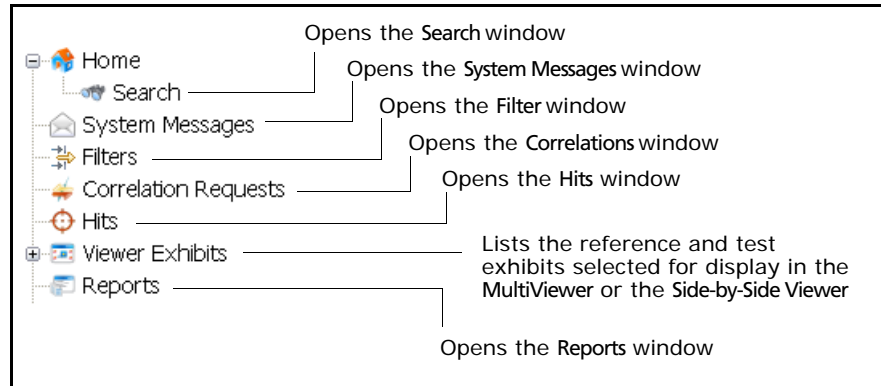 Opens the Search window
Home
Opens the System Messages window
Search
Opens the Filter window
System Messages
Opens the Correlations window
Filters
Opens the Hits window
Correlation Requests
Hits
Viewer Exhibits
Lists the reference and test
exhibits selected for display in the
MultiViewer or the Side-by-Side Viewer
Reports
Opens the Reports window